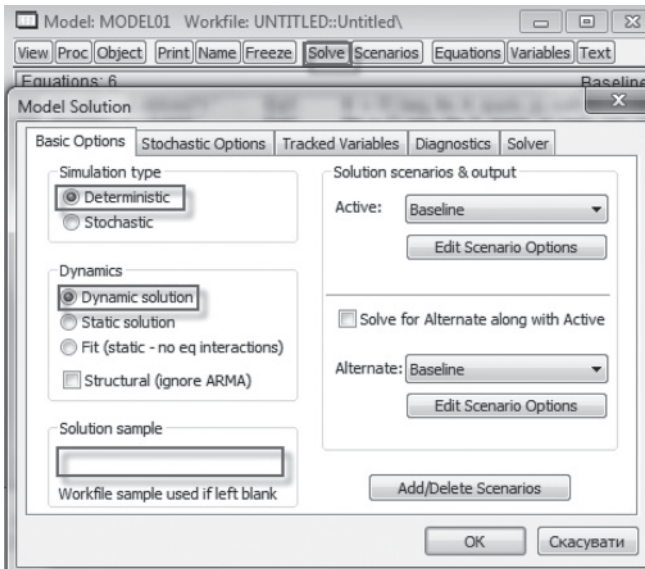 Model: MODEL01 Workfile: UNTITLED::Untitled\
View Proc Object Print Name Freeze Solve Scenarios Equations Variables Text
Equations: 6 Baseline
Model Solution
Basic Options Stochastic Options Tracked Variables Diagnostics Solver
Simulation type
Deterministic
Stochastic
Dynamics
Dynamic solution
Static solution
Fit (static - no eq interactions)
Structural (ignore ARMA)
Solution sample
Workfile sample used if left blank
Solution scenarios & output
Active: Baseline
Edit Scenario Options
Solve for Alternate along with Active
Alternate: Baseline
Edit Scenario Options
Add/Delete Scenarios
OK Скасувати